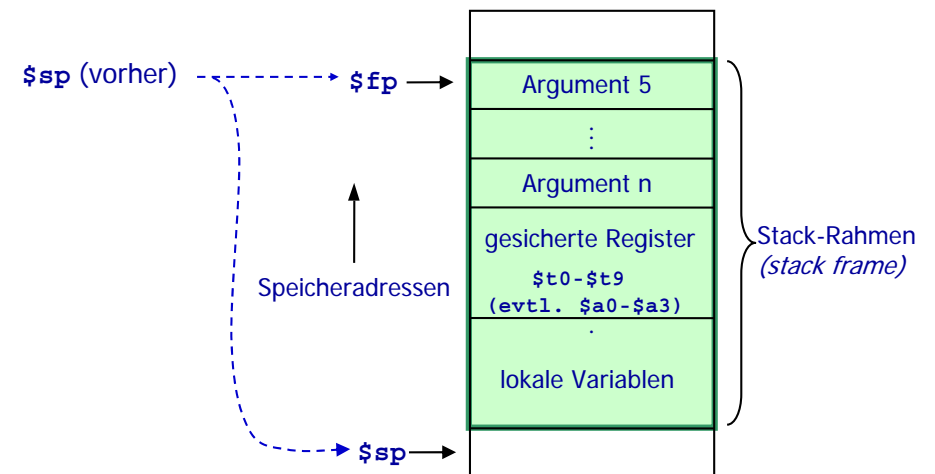 $sp (vorher)
$fp
Argument 5
⋮
Argument n
gesicherte Register
$t0-$t9
(evtl. $a0-$a3)
.
lokale Variablen
Speicheradressen
Stack-Rahmen
(stack frame)
$sp